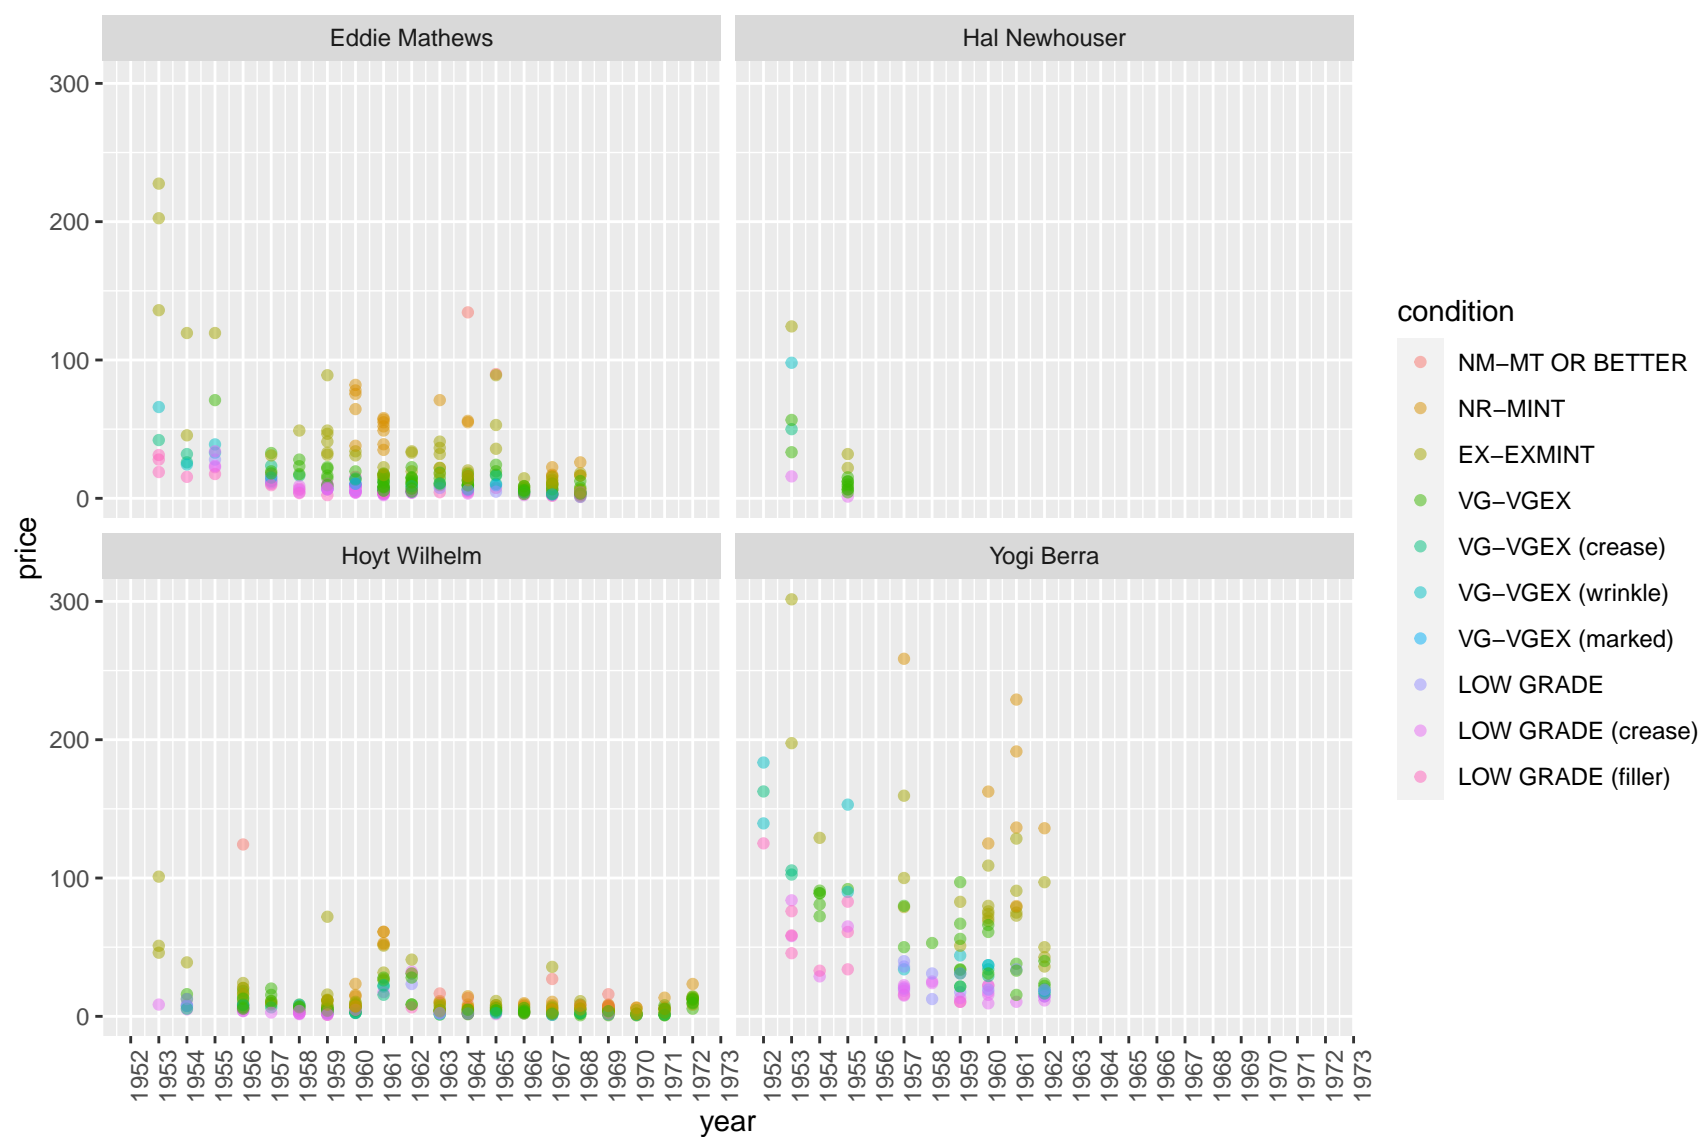 Eddie Mathews
Hal Newhouser
300
200
100
0
Hoyt Wilhelm
Yogi Berra
300
200
100
0
price
1952 1953 1954 1955 1956 1957 1958 1959 1960 1961 1962 1963 1964 1965 1966 1967 1968 1969 1970 1971 1972 1973
1952 1953 1954 1955 1956 1957 1958 1959 1960 1961 1962 1963 1964 1965 1966 1967 1968 1969 1970 1971 1972 1973
year
condition
NM−MT OR BETTER
NR−MINT
EX−EXMINT
VG−VGEX
VG−VGEX (crease)
VG−VGEX (wrinkle)
VG−VGEX (marked)
LOW GRADE
LOW GRADE (crease)
LOW GRADE (filler)